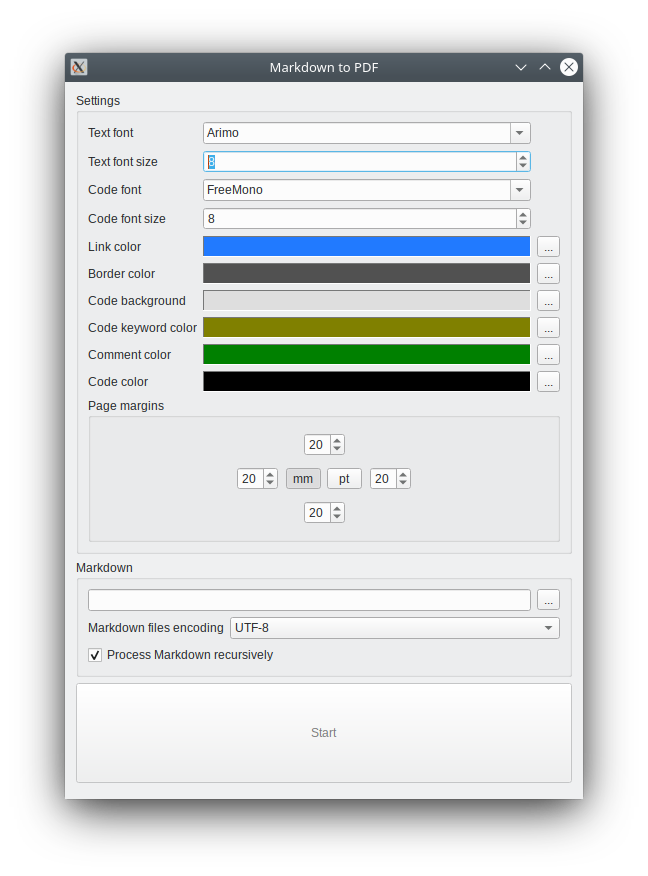 Markdown to PDF
Settings
Text font Arimo
Text font size 8
Code font FreeMono
Code font size 8
Link color ...
Border color ...
Code background ...
Code keyword color ...
Comment color ...
Code color ...
Page margins
20
20 mm pt 20
20
Markdown
...
Markdown files encoding UTF-8
Process Markdown recursively
Start